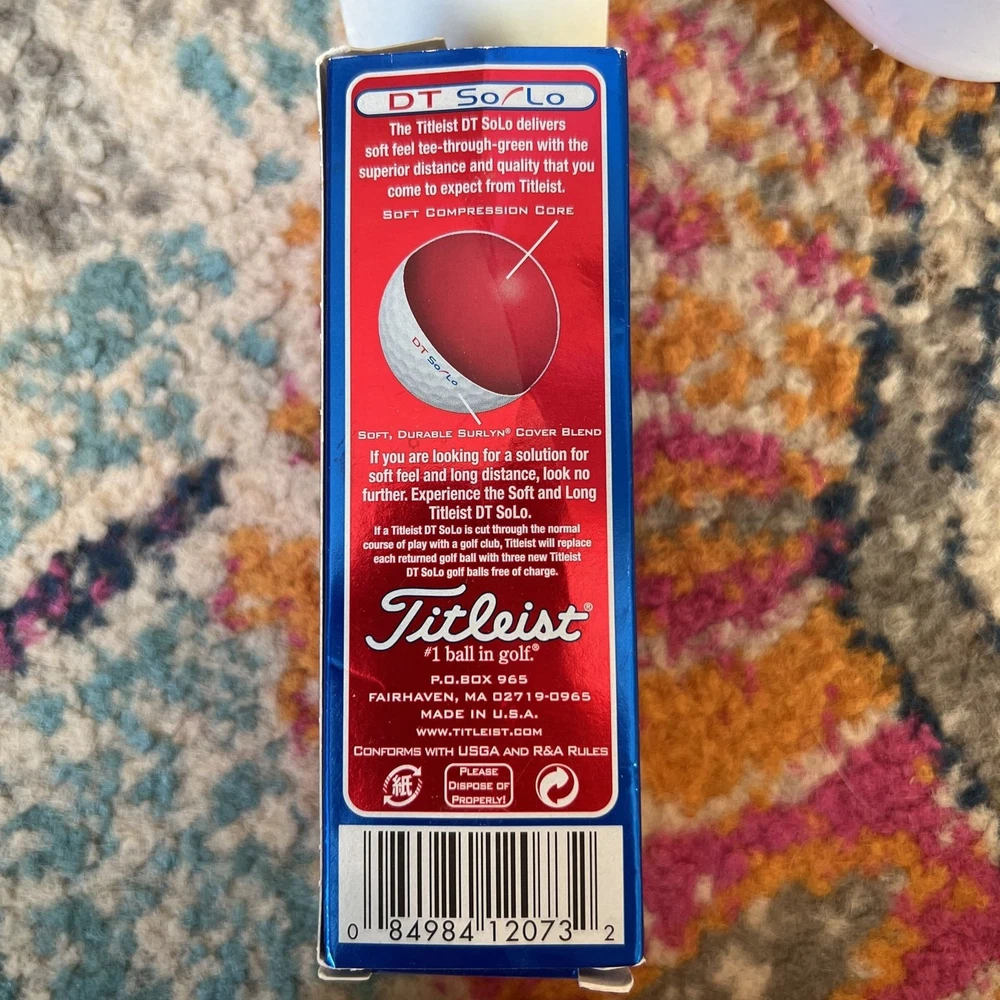 DT So/Lo
The Titleist DT SoLo delivers
soft feel tee-through-green with the
superior distance and quality that you
come to expect from Titleist.
SOFT COMPRESSION CORE
DT So/Lo
SOFT, DURABLE SURLYN® COVER BLEND
If you are looking for a solution for
soft feel and long distance, look no
further. Experience the Soft and Long
Titleist DT SoLo.
If a Titleist DT SoLo is cut through the normal
course of play with a golf club, Titleist will replace
each returned golf ball with three new Titleist
DT SoLo golf balls free of charge.
Titleist®
#1 ball in golf.®
P.O.BOX 965
FAIRHAVEN, MA 02719-0965
MADE IN U.S.A.
WWW.TITLEIST.COM
CONFORMS WITH USGA AND R&A RULES
紙
PLEASE
DISPOSE OF
PROPERLY!
0 84984 12073 2